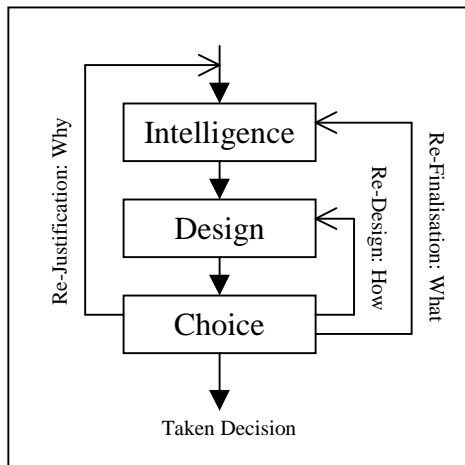 Intelligence
Design
Choice
Taken Decision
Re-Justification: Why
Re-Design: How
Re-Finalisation: What